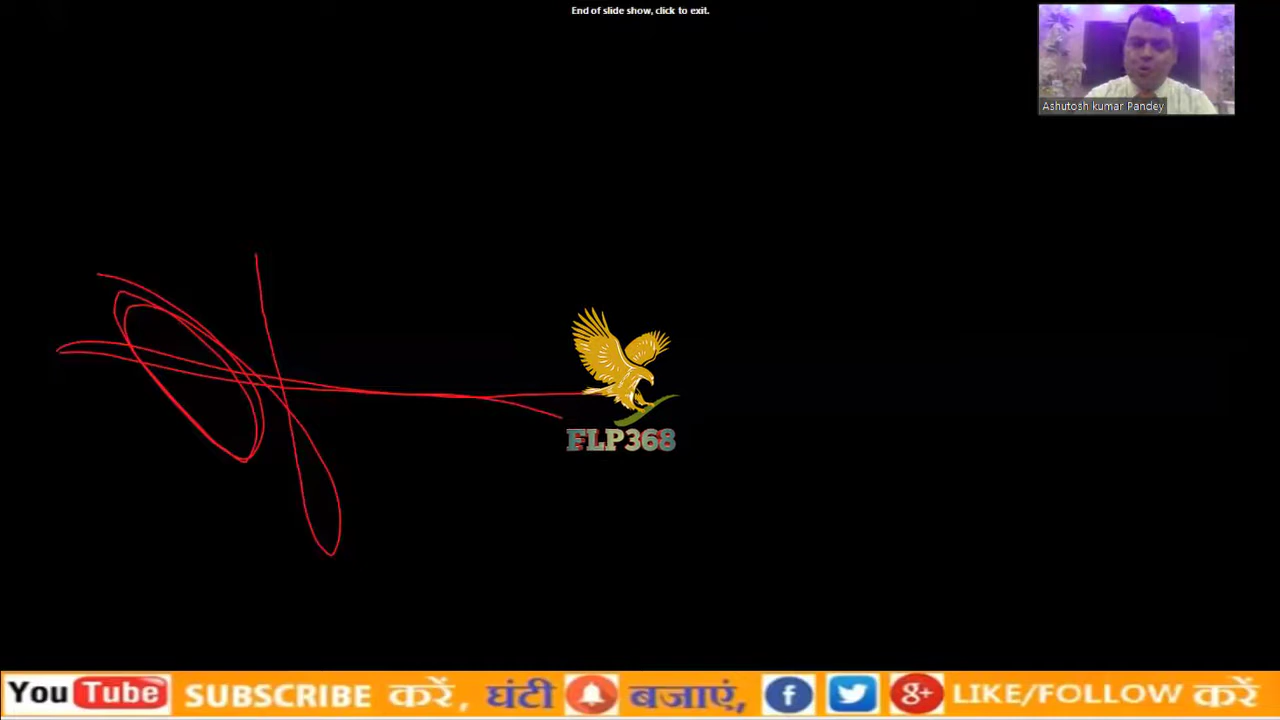 End of slide show, click to exit.
Ashutosh kumar Pandey
FLP368
You Tube SUBSCRIBE करें, घंटी बजाएं, LIKE/FOLLOW करें